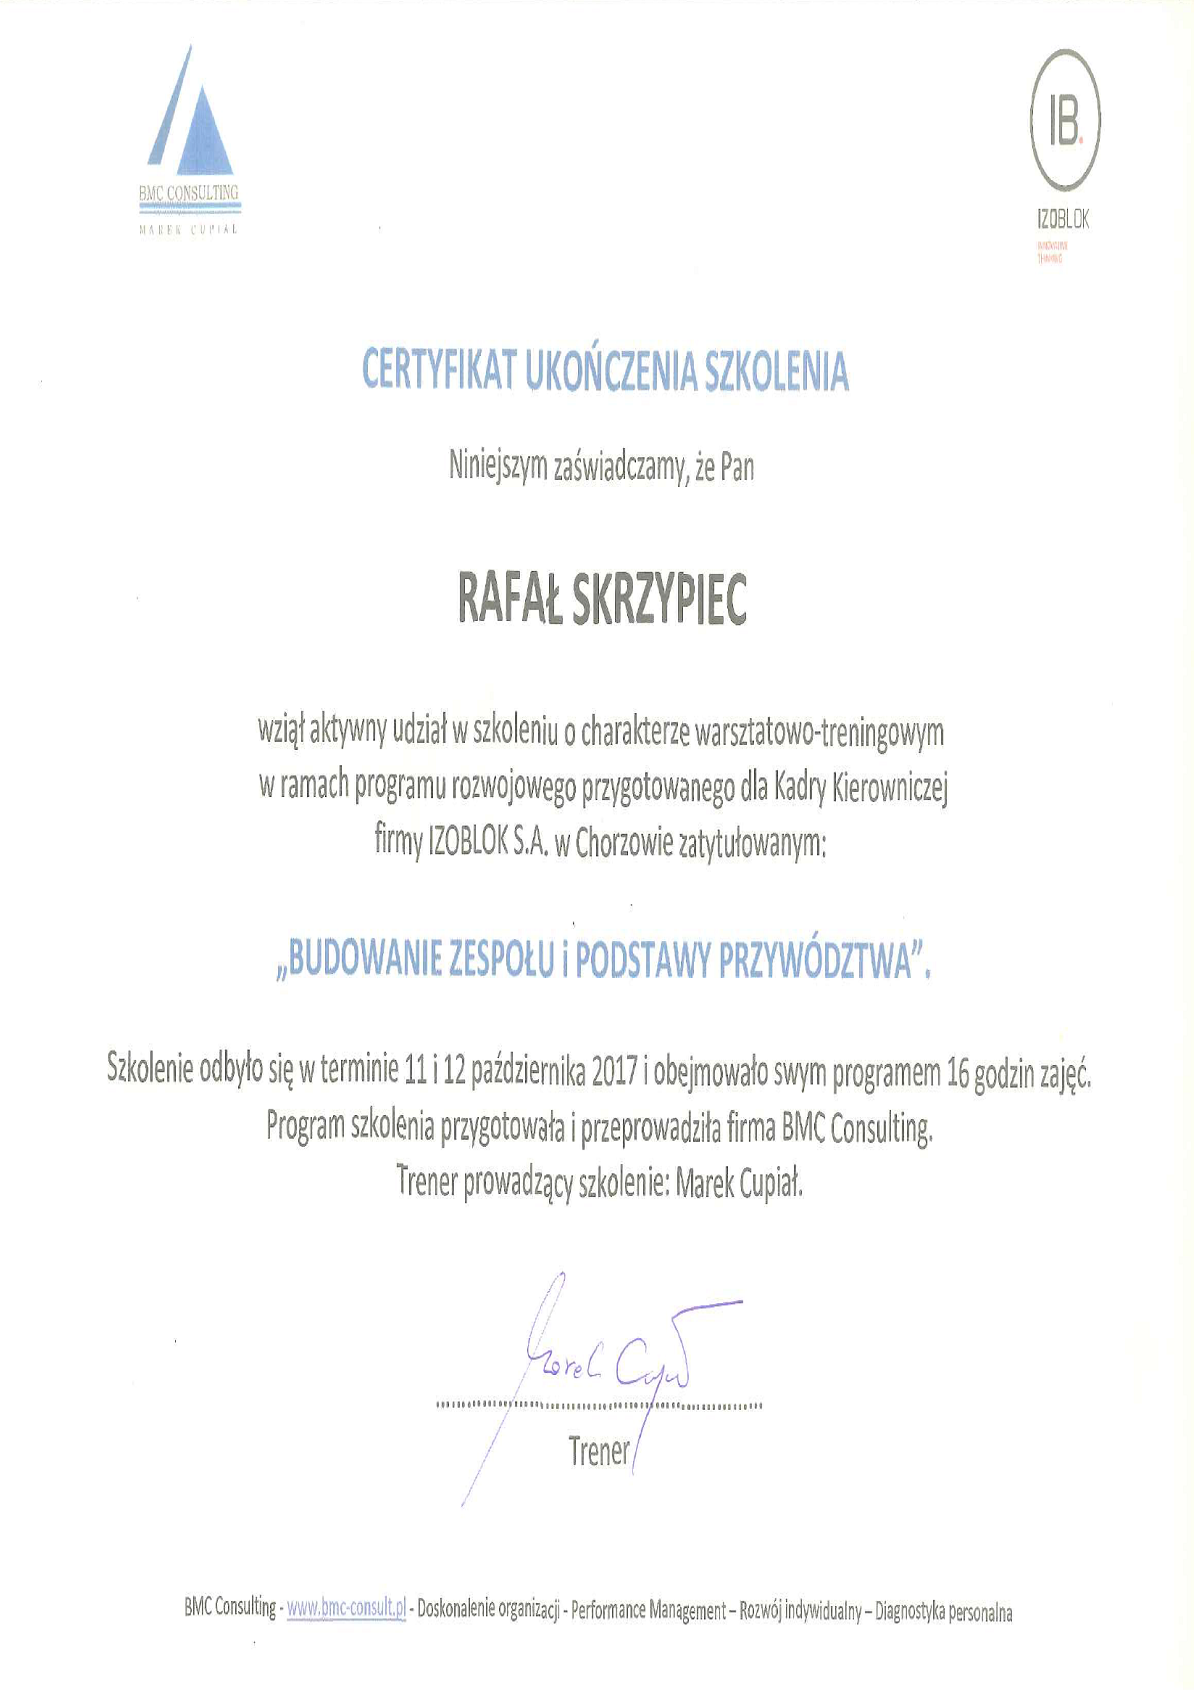 BMC CONSULTING
MAREK CUPIAŁ
IB.
IZOBLOK
INNOVATIVE
THINKING
CERTYFIKAT UKOŃCZENIA SZKOLENIA
Niniejszym zaświadczamy, że Pan
RAFAŁ SKRZYPIEC
wziął aktywny udział w szkoleniu o charakterze warsztatowo-treningowym
w ramach programu rozwojowego przygotowanego dla Kadry Kierowniczej
firmy IZOBLOK S.A. w Chorzowie zatytułowanym:
„BUDOWANIE ZESPOŁU i PODSTAWY PRZYWÓDZTWA”.
Szkolenie odbyło się w terminie 11 i 12 października 2017 i obejmowało swym programem 16 godzin zajęć.
Program szkolenia przygotowała i przeprowadziła firma BMC Consulting.
Trener prowadzący szkolenie: Marek Cupiał.
Marek Cupiał
Trener
BMC Consulting - www.bmc-consult.pl - Doskonalenie organizacji - Performance Management – Rozwój indywidualny – Diagnostyka personalna